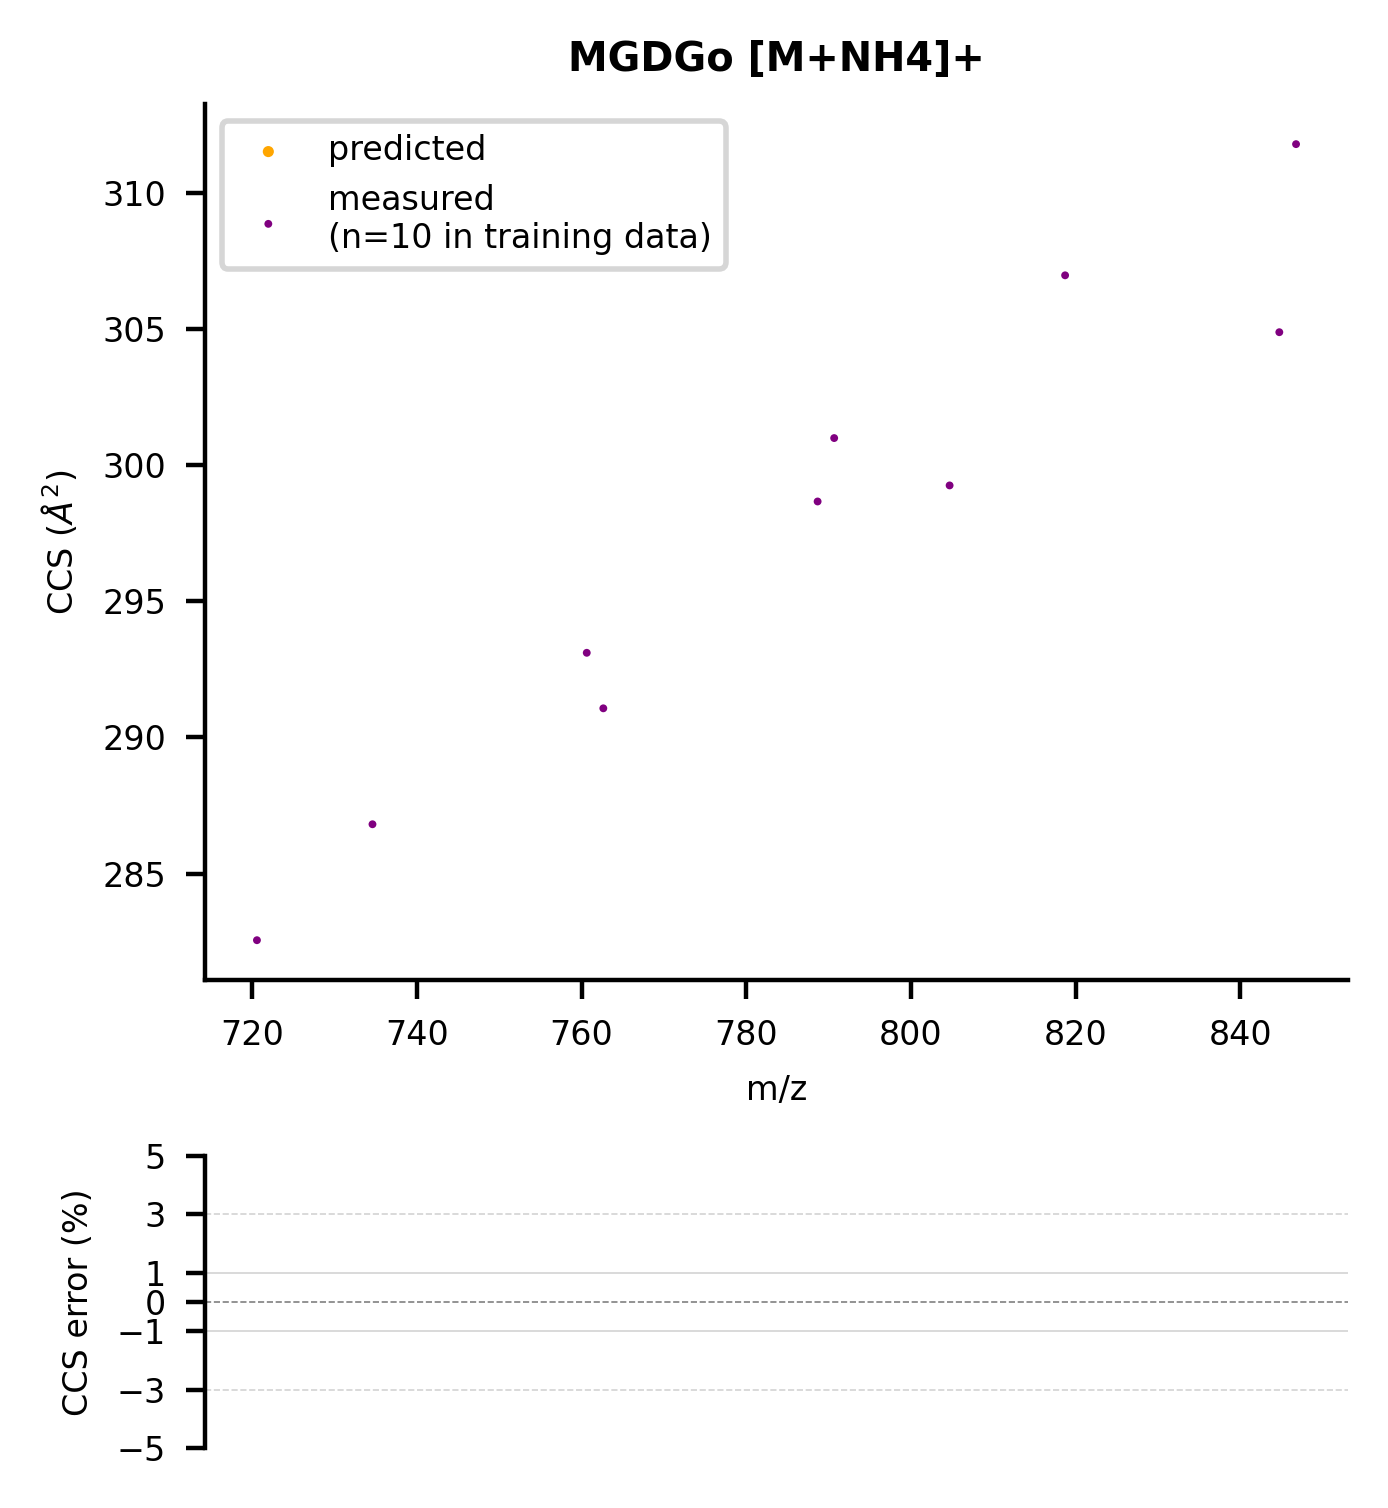 MGDGo [M+NH4]+
predicted
measured
(n=10 in training data)
310
305
300
295
290
285
CCS (Å²)
720 740 760 780 800 820 840
m/z
5
3
1
0
−1
−3
−5
CCS error (%)